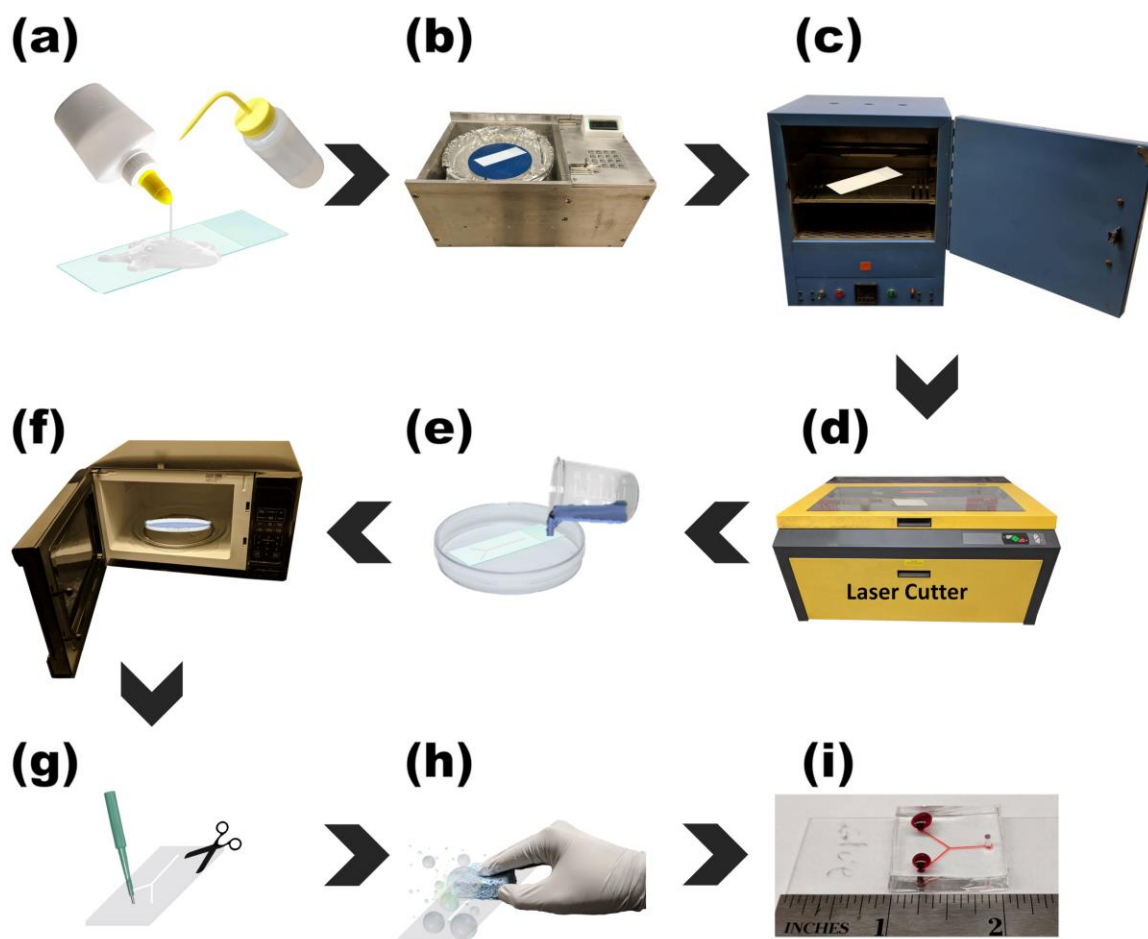 (a)
(b)
(c)
(d)
Laser Cutter
(e)
(f)
(g)
(h)
(i)
INCHES 1 2